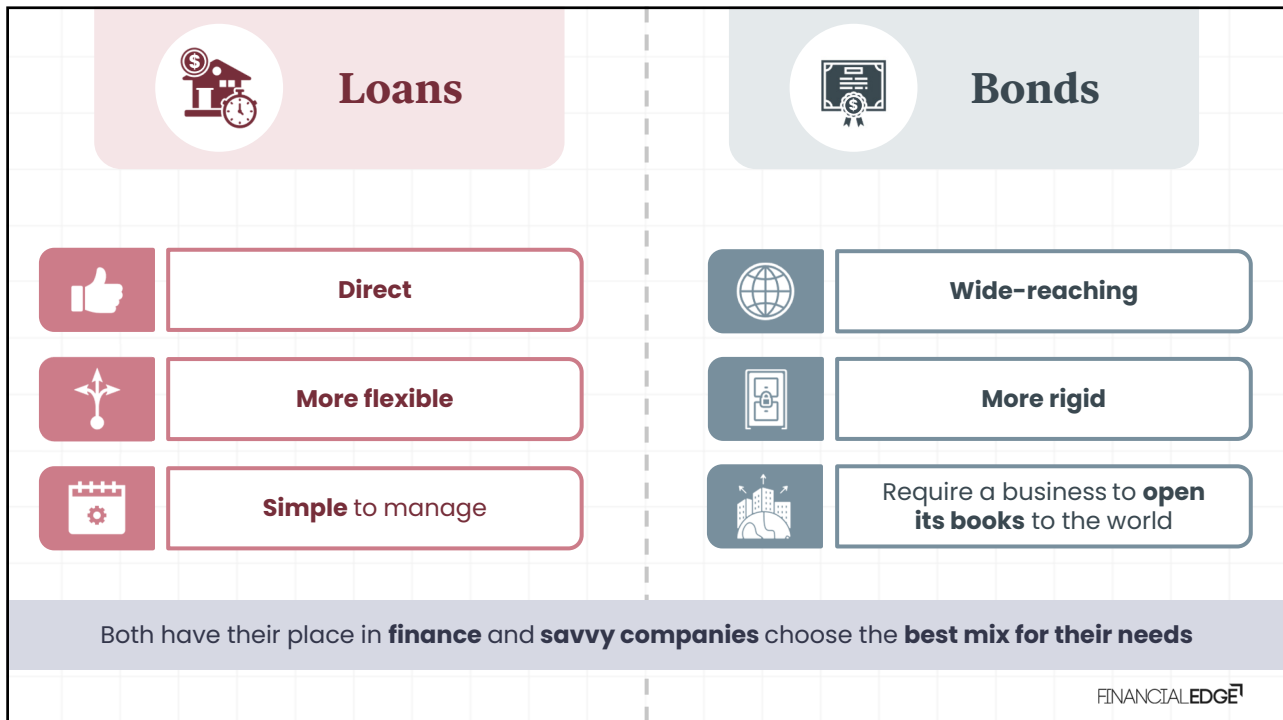 Loans
Direct
More flexible
Simple to manage
Bonds
Wide-reaching
More rigid
Require a business to open
its books to the world
Both have their place in finance and savvy companies choose the best mix for their needs
FINANCIALEDGE